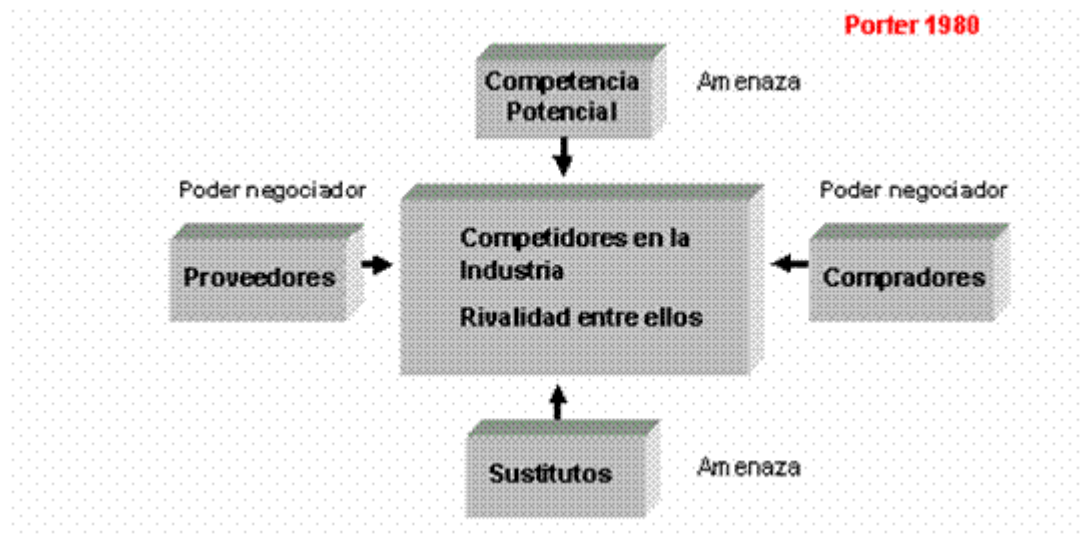 Porter 1980
Competencia
Potencial
Amenaza
Poder negociador
Poder negociador
Proveedores
Competidores en la
Industria
Rivalidad entre ellos
Compradores
Sustitutos
Amenaza